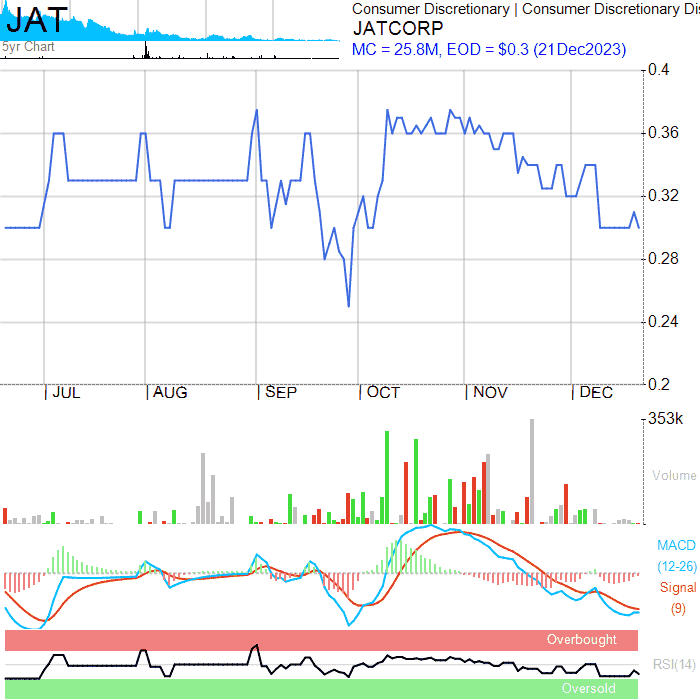 JAT
5yr Chart
Consumer Discretionary | Consumer Discretionary Dis
JATCORP
MC = 25.8M, EOD = $0.3 (21Dec2023)
0.4
0.36
0.32
0.28
0.24
0.2
JUL AUG SEP OCT NOV DEC
353k
Volume
MACD
(12-26)
Signal
(9)
Overbought
RSI(14)
Oversold